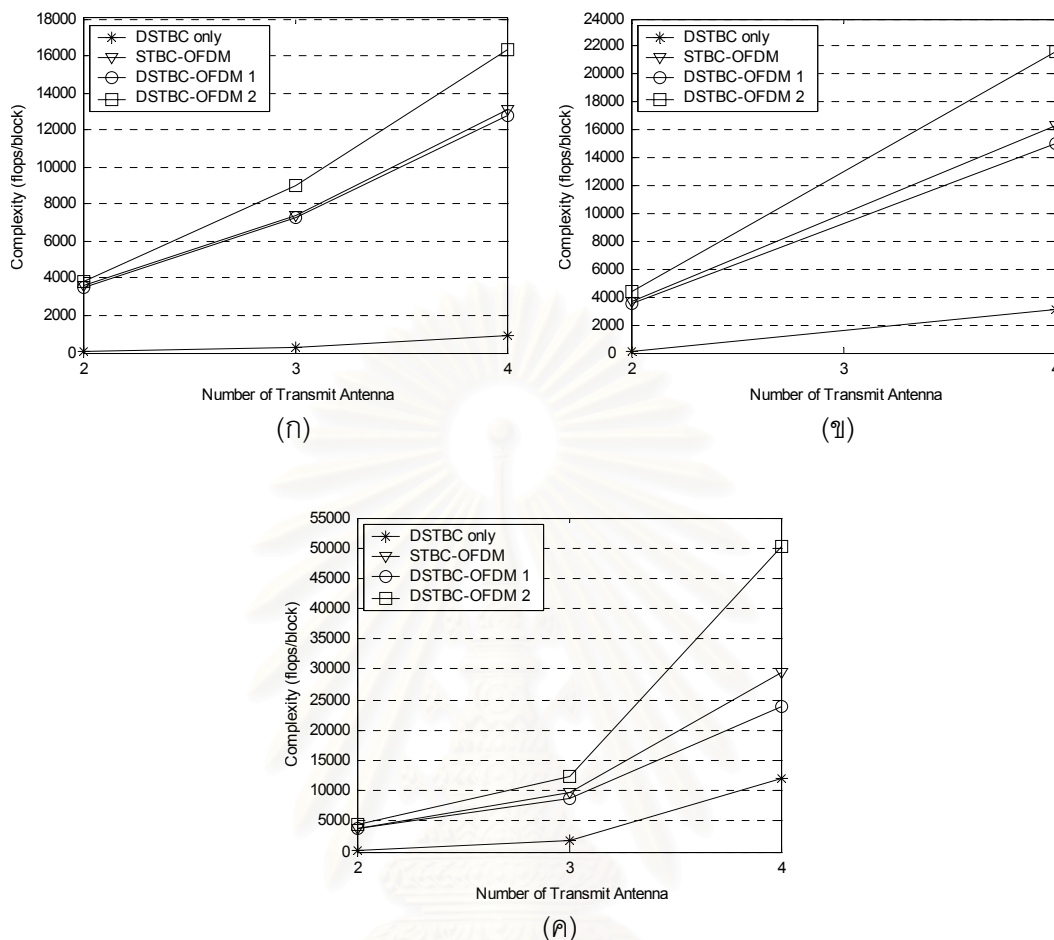 18000
16000
14000
12000
10000
8000
6000
4000
2000
0
Complexity (flops/block)
DSTBC only
STBC-OFDM
DSTBC-OFDM 1
DSTBC-OFDM 2
2 3 4
Number of Transmit Antenna
(ก)
24000
22000
20000
18000
16000
14000
12000
10000
8000
6000
4000
2000
0
Complexity (flops/block)
DSTBC only
STBC-OFDM
DSTBC-OFDM 1
DSTBC-OFDM 2
2 3 4
Number of Transmit Antenna
(ข)
55000
50000
45000
40000
35000
30000
25000
20000
15000
10000
5000
0
Complexity (flops/block)
DSTBC only
STBC-OFDM
DSTBC-OFDM 1
DSTBC-OFDM 2
2 3 4
Number of Transmit Antenna
(ค)